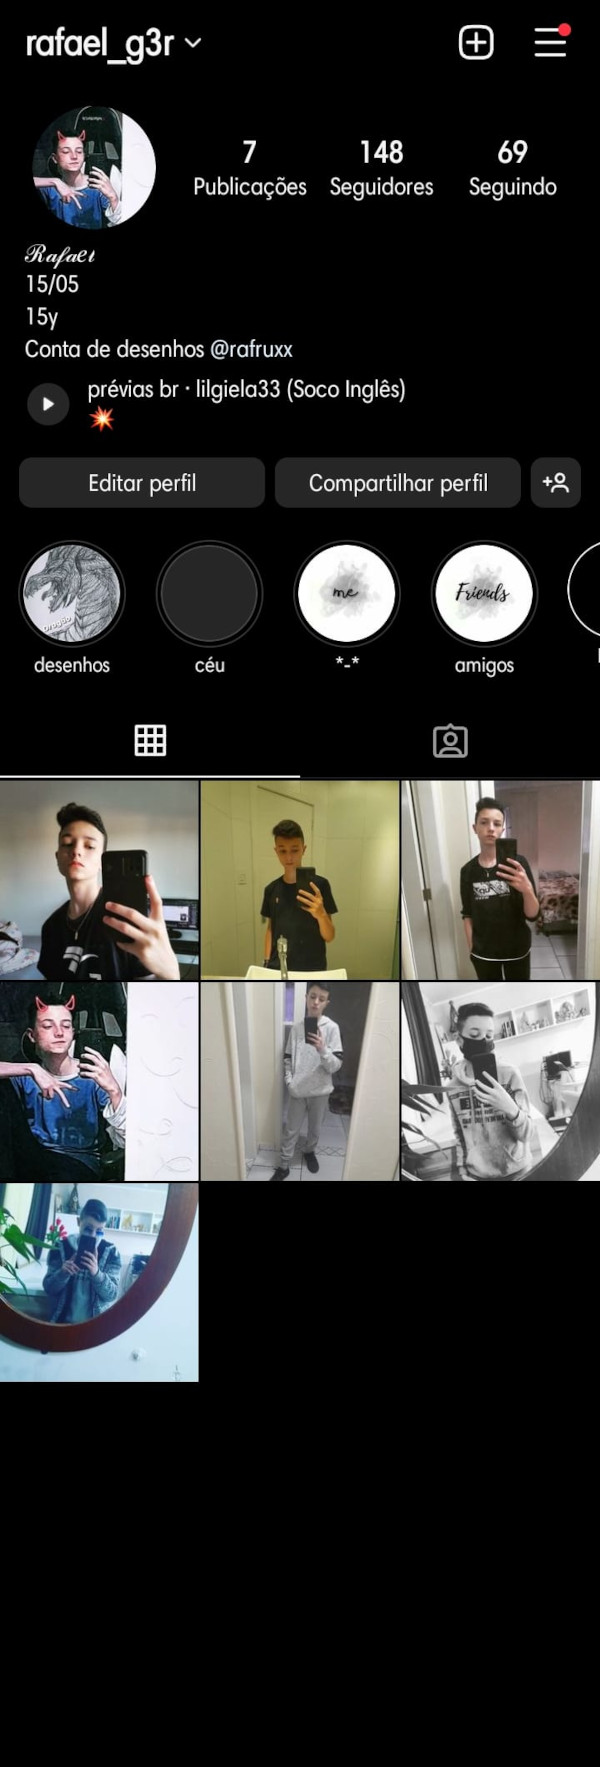 rafael_g3r
7 148 69
Publicações Seguidores Seguindo
ℛ𝒶𝒻𝒶ℯ𝓁
15/05
15y
Conta de desenhos @rafruxx
prévias br · lilgiela33 (Soco Inglês)
💥
Editar perfil Compartilhar perfil
dragão
me
Friends
desenhos céu *-* amigos